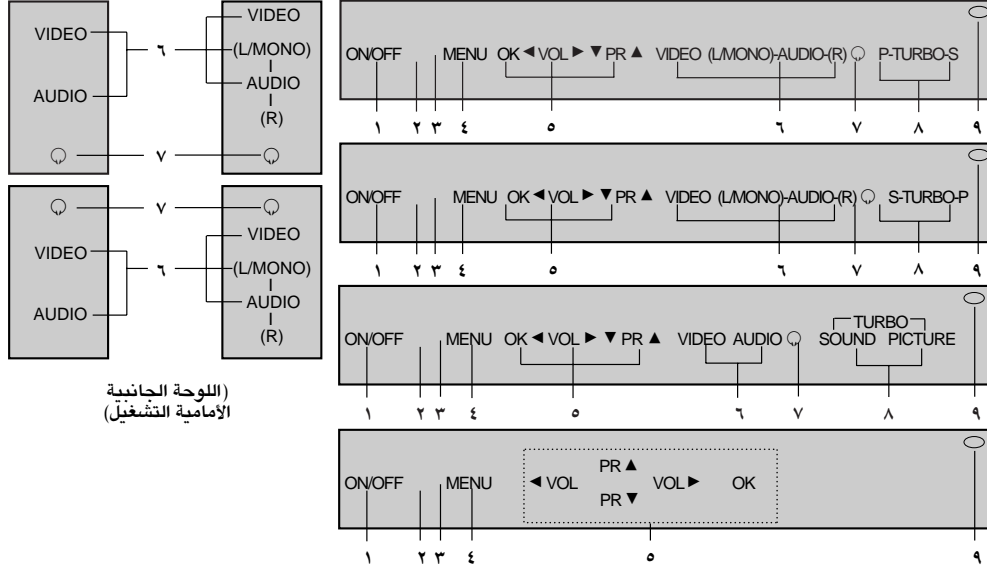 VIDEO
AUDIO
٦
VIDEO
(L/MONO)
AUDIO
(R)
٧
٧
VIDEO
AUDIO
٦
VIDEO
(L/MONO)
AUDIO
(R)
(اللوحة الجانبية
الأمامية التشغيل)
ON/OFF MENU OK ◄ VOL ► ▼ PR ▲ VIDEO (L/MONO)-AUDIO-(R) P-TURBO-S
١ ٢ ٣ ٤ ٥ ٦ ٧ ٨ ٩
ON/OFF MENU OK ◄ VOL ► ▼ PR ▲ VIDEO (L/MONO)-AUDIO-(R) S-TURBO-P
١ ٢ ٣ ٤ ٥ ٦ ٧ ٨ ٩
TURBO
ON/OFF MENU OK ◄ VOL ► ▼ PR ▲ VIDEO AUDIO SOUND PICTURE
١ ٢ ٣ ٤ ٥ ٦ ٧ ٨ ٩
PR ▲
ON/OFF MENU ◄ VOL VOL ► OK
PR ▼
١ ٢ ٣ ٤ ٥ ٩